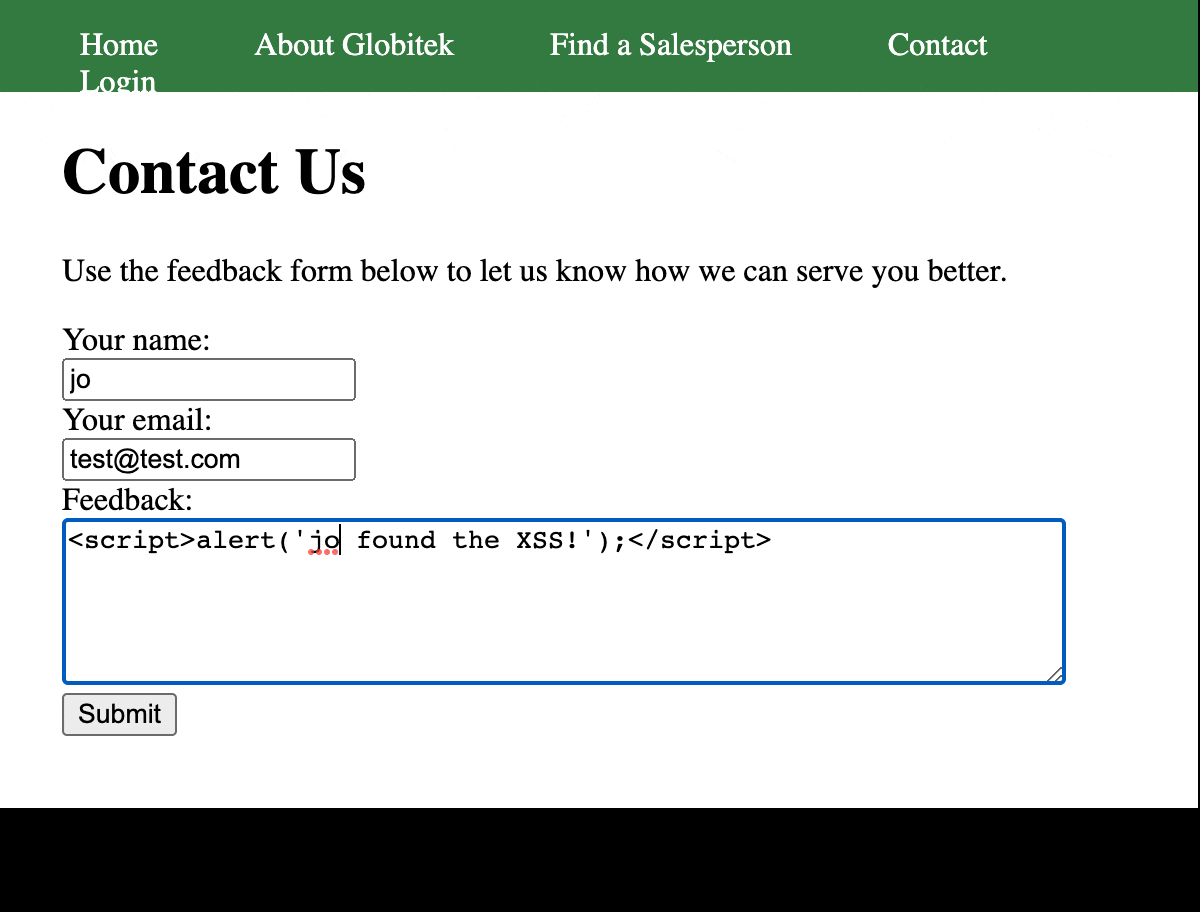 Home About Globitek Find a Salesperson Contact
Login
Contact Us
Use the feedback form below to let us know how we can serve you better.
Your name:
jo
Your email:
test@test.com
Feedback:
<script>alert('jo found the XSS!');</script>
Submit